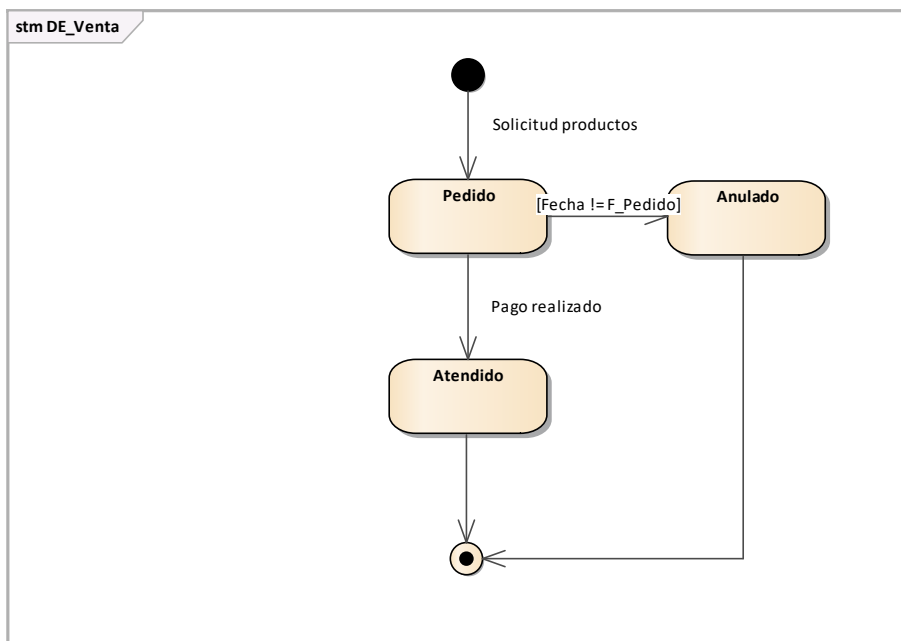 stm DE_Venta
Solicitud productos
Pedido
[Fecha != F_Pedido]
Anulado
Pago realizado
Atendido